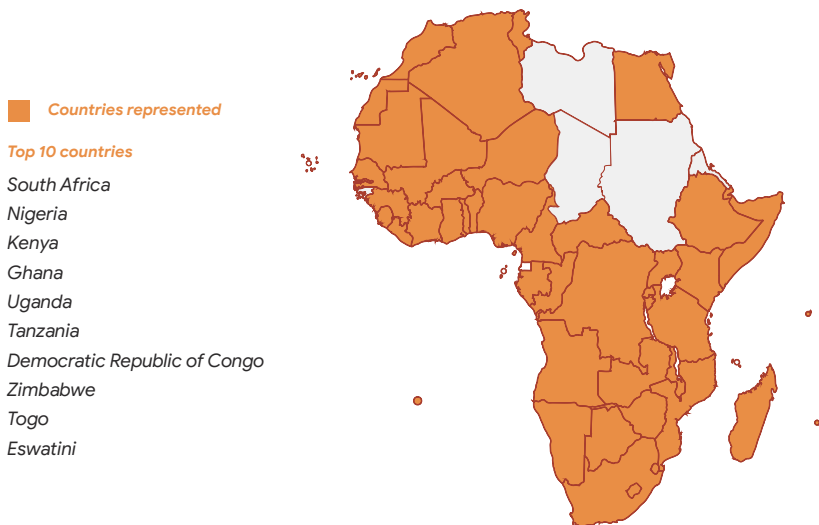 Countries represented
Top 10 countries
South Africa
Nigeria
Kenya
Ghana
Uganda
Tanzania
Democratic Republic of Congo
Zimbabwe
Togo
Eswatini